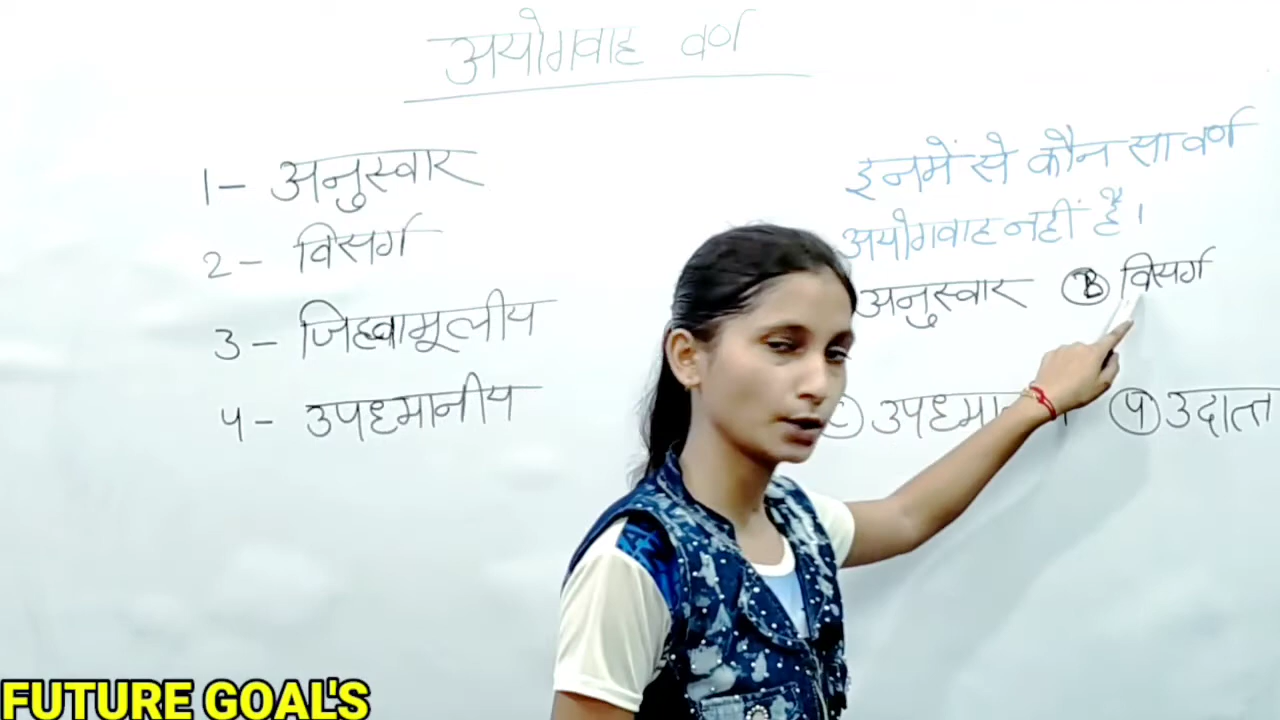 अयोगवाह वर्ण
1- अनुस्वार
2- विसर्ग
3- जिह्वामूलीय
4- उपध्मानीय
इनमें से कौन सा वर्ण
अयोगवाह नहीं है।
अनुस्वार B विसर्ग
उदात्त
FUTURE GOAL'S